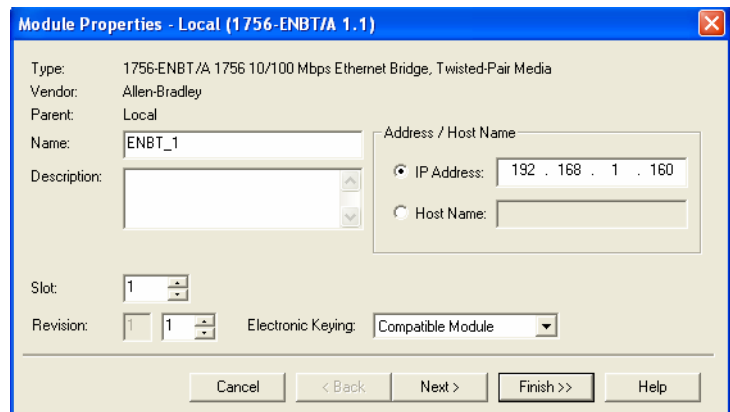 Module Properties - Local (1756-ENBT/A 1.1)
Type: 1756-ENBT/A 1756 10/100 Mbps Ethernet Bridge, Twisted-Pair Media
Vendor: Allen-Bradley
Parent: Local
Name: ENBT_1
Description:
Address / Host Name
IP Address: 192 . 168 . 1 . 160
Host Name:
Slot: 1
Revision: 1 1 Electronic Keying: Compatible Module
Cancel < Back Next > Finish >> Help